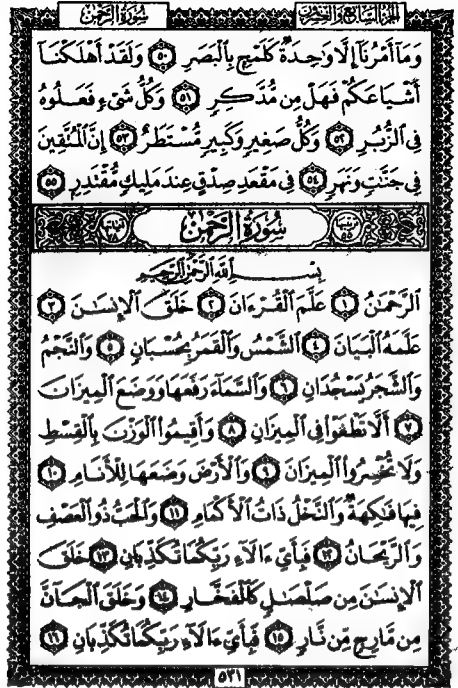 سُورَةُ الرَّحْمَٰن
الجزء السابع والعشرون
وَمَآ أَمْرُنَآ إِلَّا وَٰحِدَةٌ كَلَمْحٍۭ بِٱلْبَصَرِ ٥٠ وَلَقَدْ أَهْلَكْنَآ
أَشْيَاعَكُمْ فَهَلْ مِن مُّدَّكِرٍ ٥١ وَكُلُّ شَىْءٍ فَعَلُوهُ
فِى ٱلزُّبُرِ ٥٢ وَكُلُّ صَغِيرٍ وَكَبِيرٍ مُّسْتَطَرٌ ٥٣ إِنَّ ٱلْمُتَّقِينَ
فِى جَنَّٰتٍ وَنَهَرٍ ٥٤ فِى مَقْعَدِ صِدْقٍ عِندَ مَلِيكٍ مُّقْتَدِرٍۭ ٥٥
سُورَةُ الرَّحْمَٰن
بِسْمِ ٱللَّهِ ٱلرَّحْمَٰنِ ٱلرَّحِيمِ
ٱلرَّحْمَٰنُ ١ عَلَّمَ ٱلْقُرْءَانَ ٢ خَلَقَ ٱلْإِنسَٰنَ ٣
عَلَّمَهُ ٱلْبَيَانَ ٤ ٱلشَّمْسُ وَٱلْقَمَرُ بِحُسْبَانٍ ٥ وَٱلنَّجْمُ
وَٱلشَّجَرُ يَسْجُدَانِ ٦ وَٱلسَّمَآءَ رَفَعَهَا وَوَضَعَ ٱلْمِيزَانَ
٧ أَلَّا تَطْغَوْا۟ فِى ٱلْمِيزَانِ ٨ وَأَقِيمُوا۟ ٱلْوَزْنَ بِٱلْقِسْطِ
وَلَا تُخْسِرُوا۟ ٱلْمِيزَانَ ٩ وَٱلْأَرْضَ وَضَعَهَا لِلْأَنَامِ ١٠
فِيهَا فَٰكِهَةٌ وَٱلنَّخْلُ ذَاتُ ٱلْأَكْمَامِ ١١ وَٱلْحَبُّ ذُو ٱلْعَصْفِ
وَٱلرَّيْحَانُ ١٢ فَبِأَىِّ ءَالَآءِ رَبِّكُمَا تُكَذِّبَانِ ١٣ خَلَقَ
ٱلْإِنسَٰنَ مِن صَلْصَٰلٍ كَٱلْفَخَّارِ ١٤ وَخَلَقَ ٱلْجَآنَّ
مِن مَّارِجٍ مِّن نَّارٍ ١٥ فَبِأَىِّ ءَالَآءِ رَبِّكُمَا تُكَذِّبَانِ ١٦
٥٣١